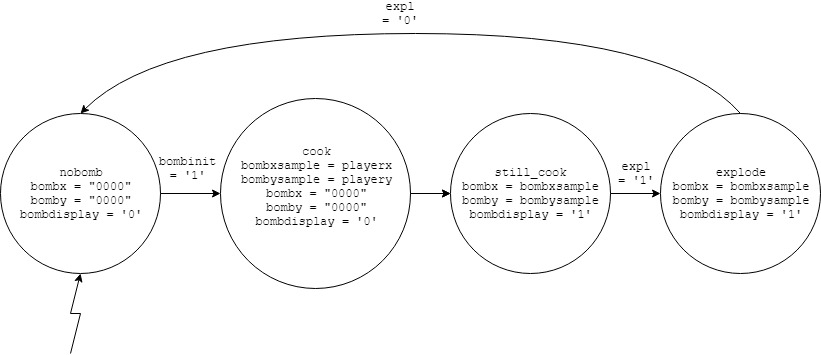 expl
= '0'
nobomb
bombx = "0000"
bomby = "0000"
bombdisplay = '0'
bombinit
= '1'
cook
bombxsample = playerx
bombysample = playery
bombx = "0000"
bomby = "0000"
bombdisplay = '0'
still_cook
bombx = bombxsample
bomby = bombysample
bombdisplay = '1'
expl
= '1'
explode
bombx = bombxsample
bomby = bombysample
bombdisplay = '1'